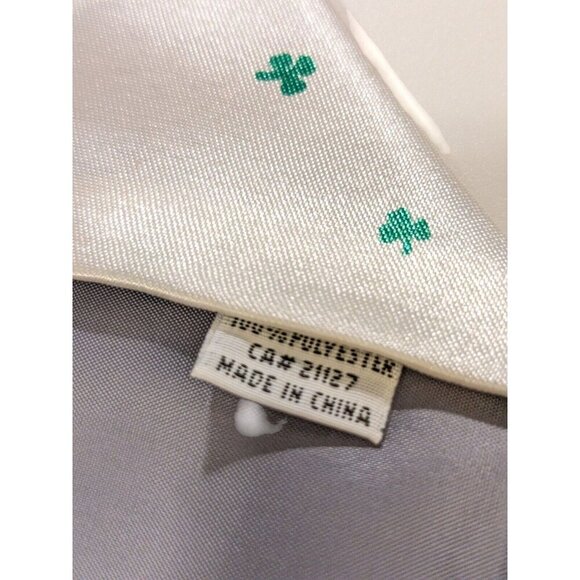 100% POLYESTER
CA# 21127
MADE IN CHINA